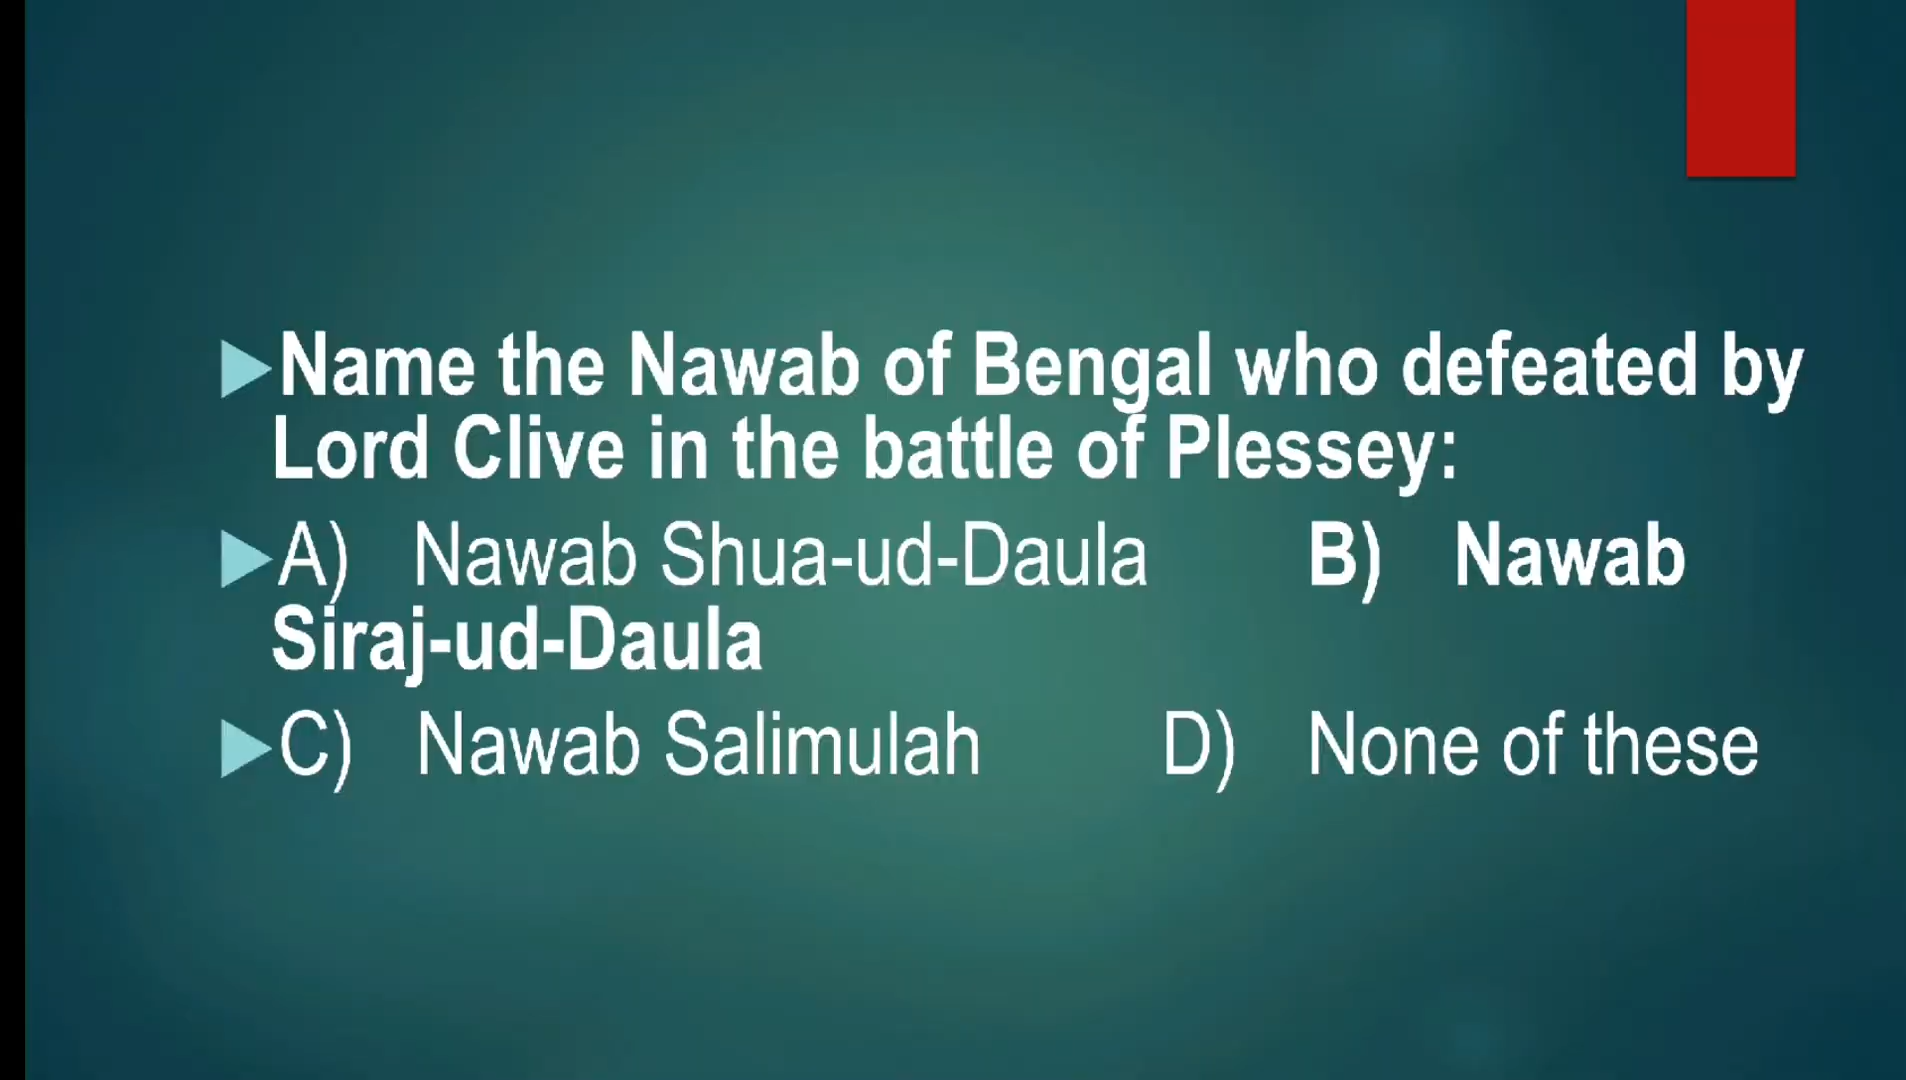 Name the Nawab of Bengal who defeated by
Lord Clive in the battle of Plessey:
A) Nawab Shua-ud-Daula B) Nawab
Siraj-ud-Daula
C) Nawab Salimulah D) None of these